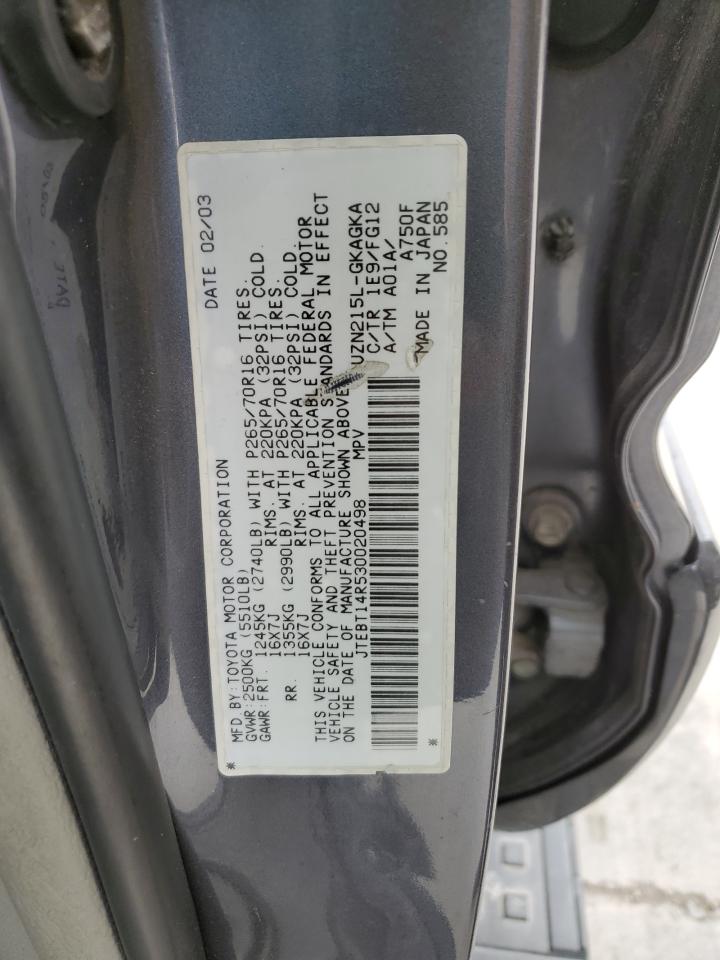 MFD. BY: TOYOTA MOTOR CORPORATION DATE 02/03
GVWR: 2500KG (5510LB)
GAWR: FRT. 1245KG (2740LB) WITH P265/70R16 TIRES.
16X7J RIMS. AT 220KPA (32PSI) COLD.
RR. 1355KG (2990LB) WITH P265/70R16 TIRES.
16X7J RIMS. AT 220KPA (32PSI) COLD.
THIS VEHICLE CONFORMS TO ALL APPLICABLE FEDERAL MOTOR
VEHICLE SAFETY AND THEFT PREVENTION STANDARDS IN EFFECT
ON THE DATE OF MANUFACTURE SHOWN ABOVE.
JTEBT14R530020498 MPV
UZN215L-GKAGKA
C/TR 1E9/FG12
A/TM A01A/
A750F
MADE IN JAPAN
NO.585